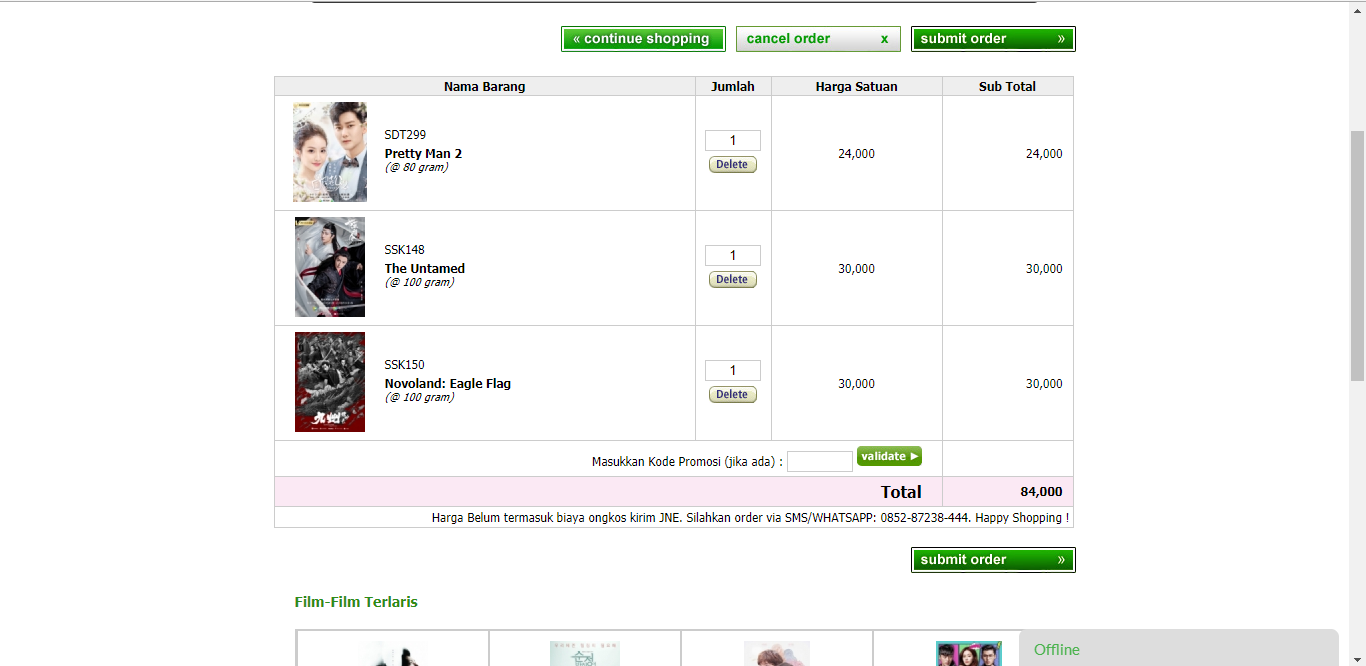 « continue shopping
cancel order x
submit order »
Nama Barang Jumlah Harga Satuan Sub Total
SDT299
Pretty Man 2
(@ 80 gram)
1
Delete
24,000
24,000
SSK148
The Untamed
(@ 100 gram)
1
Delete
30,000
30,000
SSK150
Novoland: Eagle Flag
(@ 100 gram)
1
Delete
30,000
30,000
Masukkan Kode Promosi (jika ada) :
validate
Total 84,000
Harga Belum termasuk biaya ongkos kirim JNE. Silahkan order via SMS/WHATSAPP: 0852-87238-444. Happy Shopping !
submit order »
Film-Film Terlaris
Offline